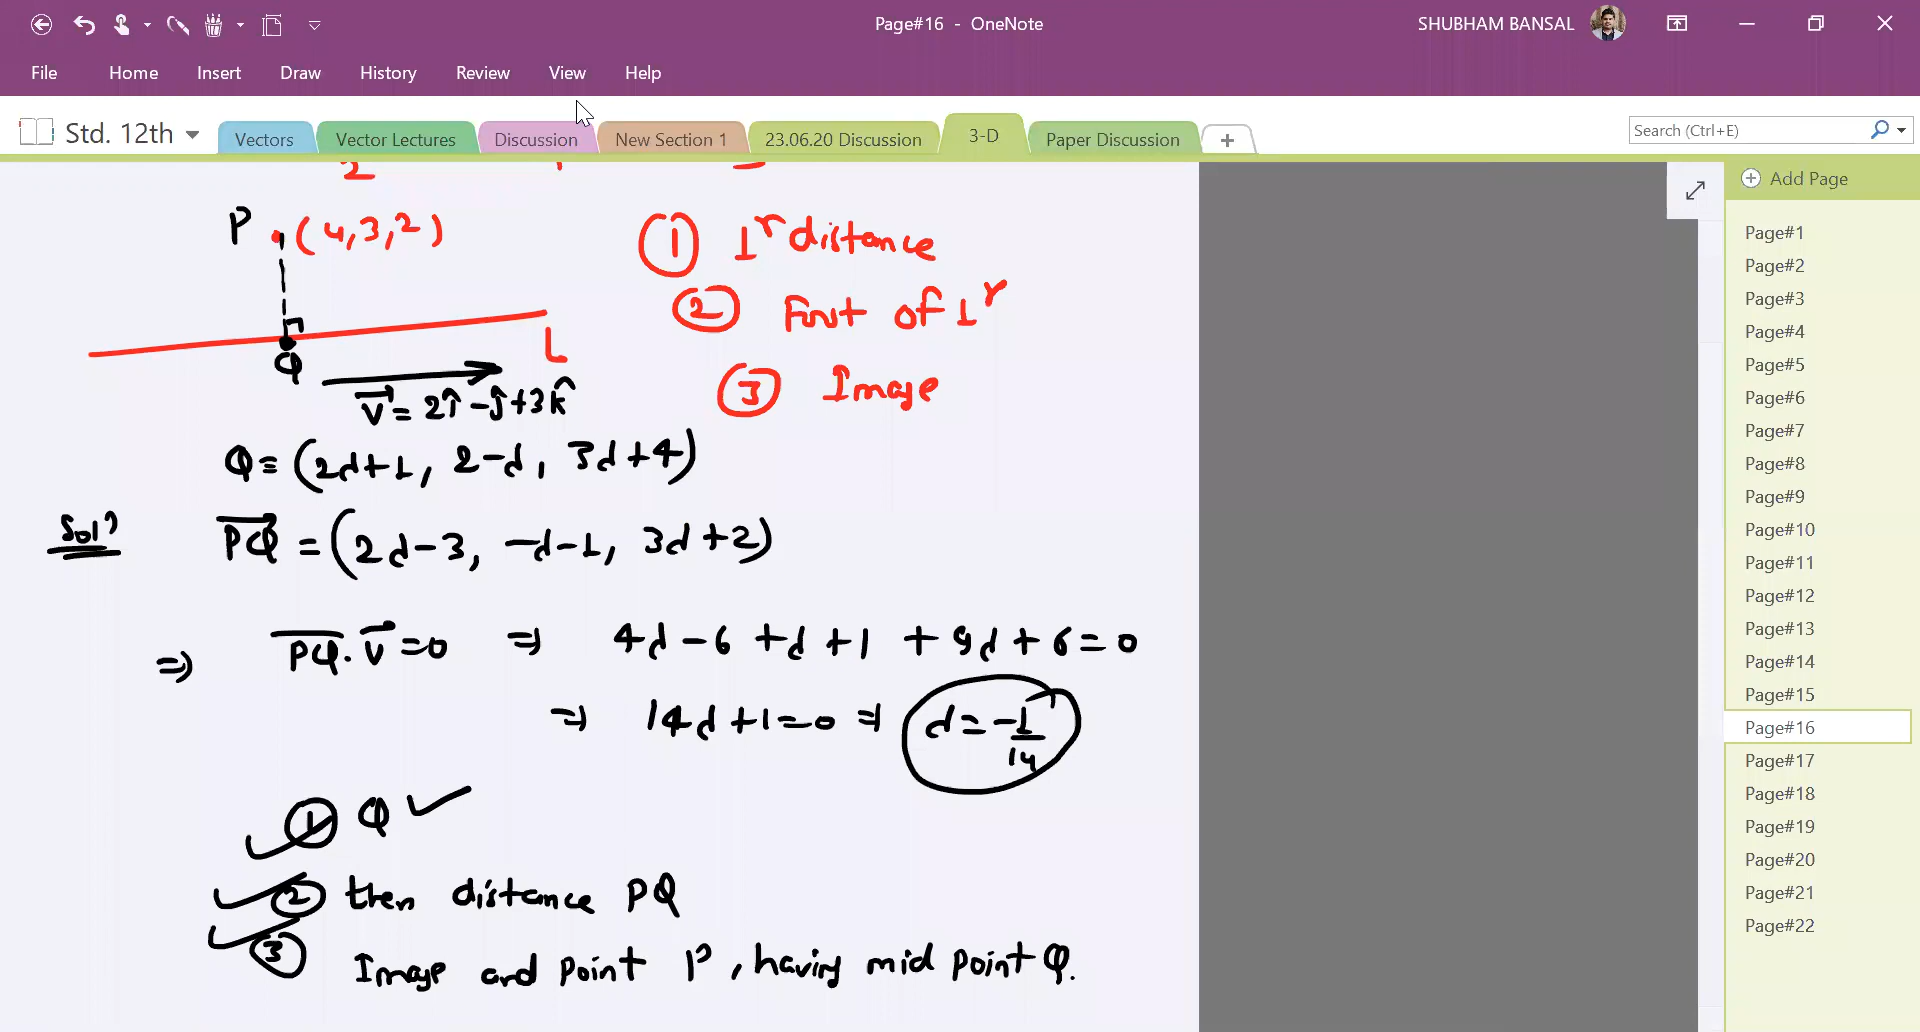 Page#16 - OneNote
SHUBHAM BANSAL
File Home Insert Draw History Review View Help
Std. 12th
Vectors Vector Lectures Discussion New Section 1 23.06.20 Discussion 3-D Paper Discussion +
Search (Ctrl+E)
Add Page
Page#1
Page#2
Page#3
Page#4
Page#5
Page#6
Page#7
Page#8
Page#9
Page#10
Page#11
Page#12
Page#13
Page#14
Page#15
Page#16
Page#17
Page#18
Page#19
Page#20
Page#21
Page#22
P (4,3,2)
① ⊥ʳ distance
② Foot of ⊥ʳ
L
Q
③ Image
v⃗ = 2î - ĵ + 3k̂
Q = (2λ+1, 2-λ, 3λ+4)
Solⁿ
PQ⃗ = (2λ-3, -λ-1, 3λ+2)
⇒ PQ⃗ . v⃗ = 0 ⇒ 4λ - 6 + λ + 1 + 9λ + 6 = 0
⇒ 14λ + 1 = 0 ⇒ λ = -1/14
① Q ✓
② then distance PQ
③ Image and point P, having mid point Q.